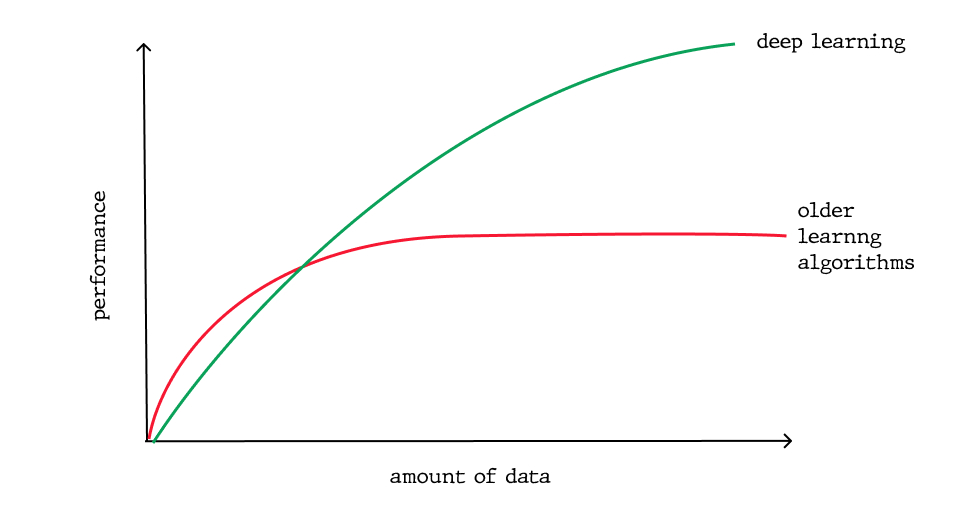 deep learning
older
learnng
algorithms
performance
amount of data